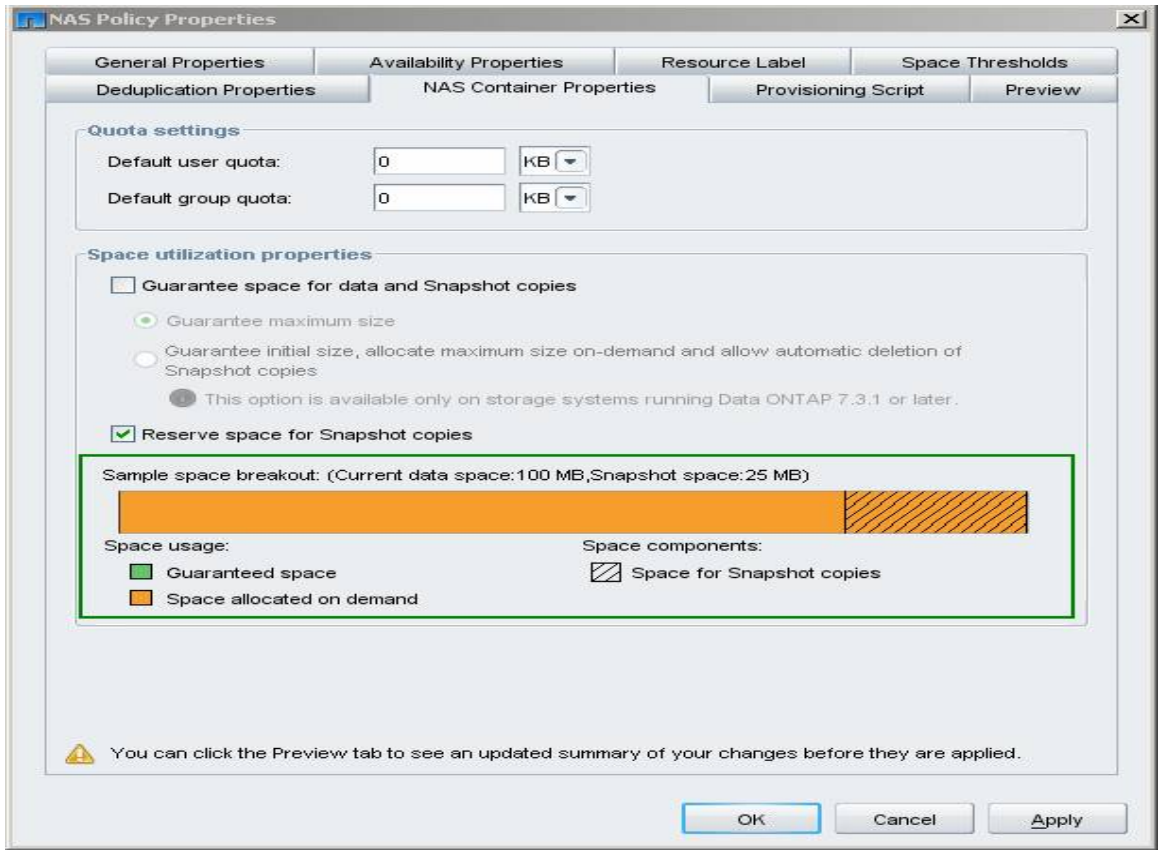 NAS Policy Properties
General Properties
Availability Properties
Resource Label
Space Thresholds
Deduplication Properties
NAS Container Properties
Provisioning Script
Preview
Quota settings
Default user quota: 0 KB
Default group quota: 0 KB
Space utilization properties
Guarantee space for data and Snapshot copies
Guarantee maximum size
Guarantee initial size, allocate maximum size on-demand and allow automatic deletion of
Snapshot copies
This option is available only on storage systems running Data ONTAP 7.3.1 or later.
Reserve space for Snapshot copies
Sample space breakout: (Current data space:100 MB,Snapshot space:25 MB)
Space usage:
Space components:
Guaranteed space
Space for Snapshot copies
Space allocated on demand
You can click the Preview tab to see an updated summary of your changes before they are applied.
OK
Cancel
Apply